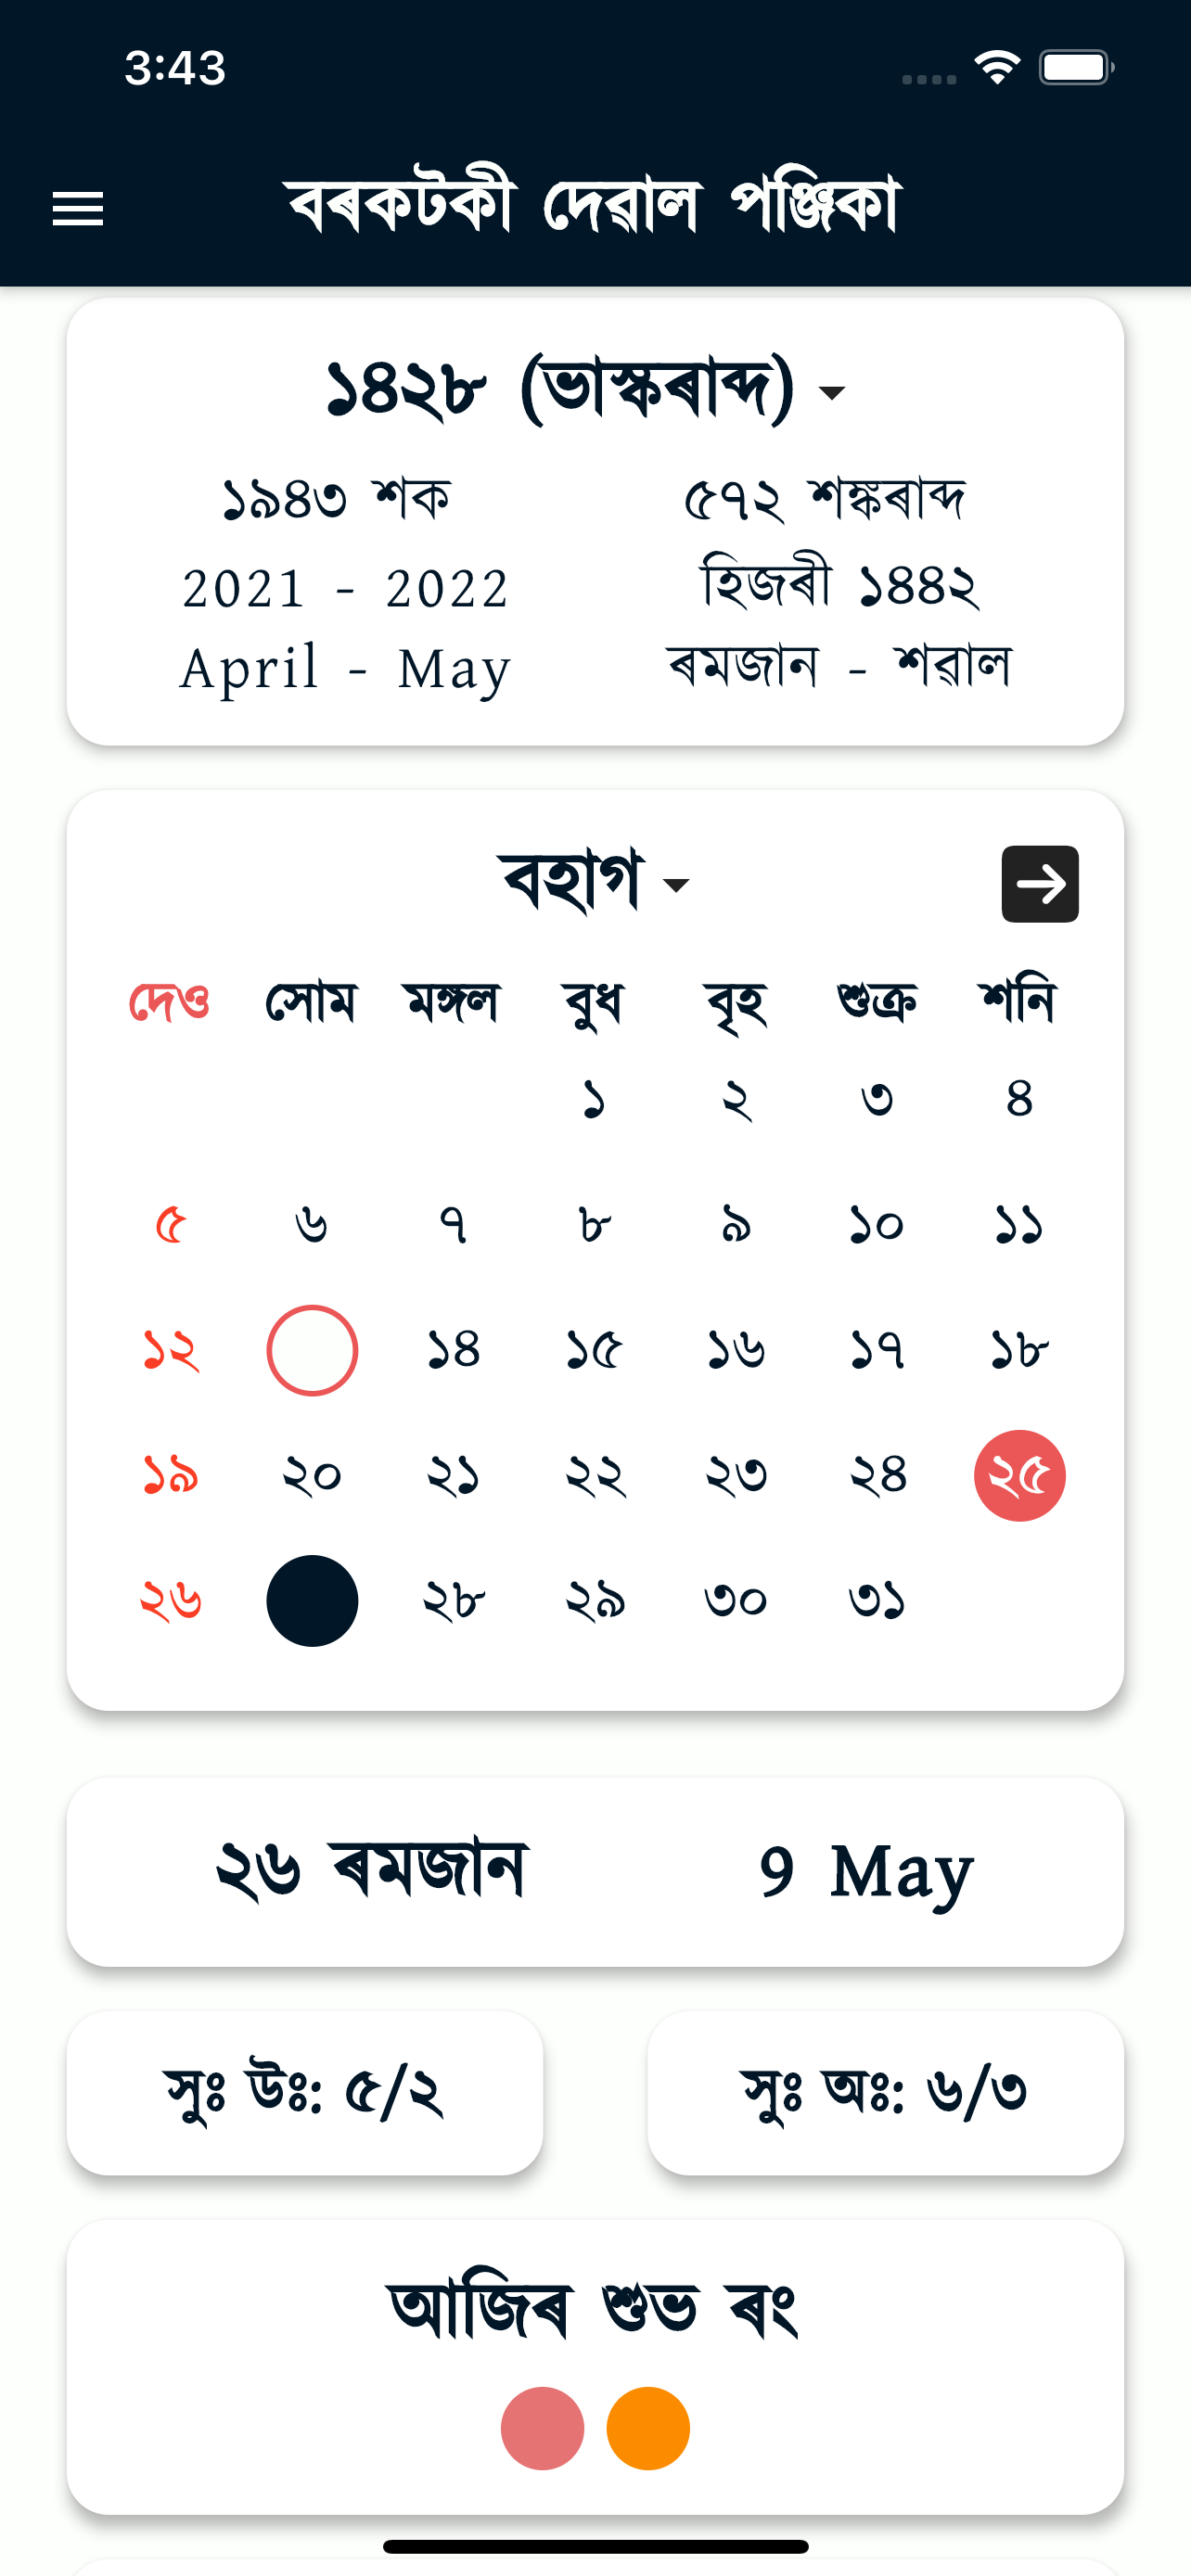 3:43
বৰকটকী দেৱাল পঞ্জিকা
১৪২৮ (ভাস্কৰাব্দ)
১৯৪৩ শক ৫৭২ শঙ্কৰাব্দ
2021 - 2022 হিজৰী ১৪৪২
April - May ৰমজান - শৱাল
বহাগ
দেও সোম মঙ্গল বুধ বৃহ শুক্ৰ শনি
১ ২ ৩ ৪
৫ ৬ ৭ ৮ ৯ ১০ ১১
১২ ১৪ ১৫ ১৬ ১৭ ১৮
১৯ ২০ ২১ ২২ ২৩ ২৪ ২৫
২৬ ২৮ ২৯ ৩০ ৩১
২৬ ৰমজান 9 May
সুঃ উঃ: ৫/২ সুঃ অঃ: ৬/৩
আজিৰ শুভ ৰং